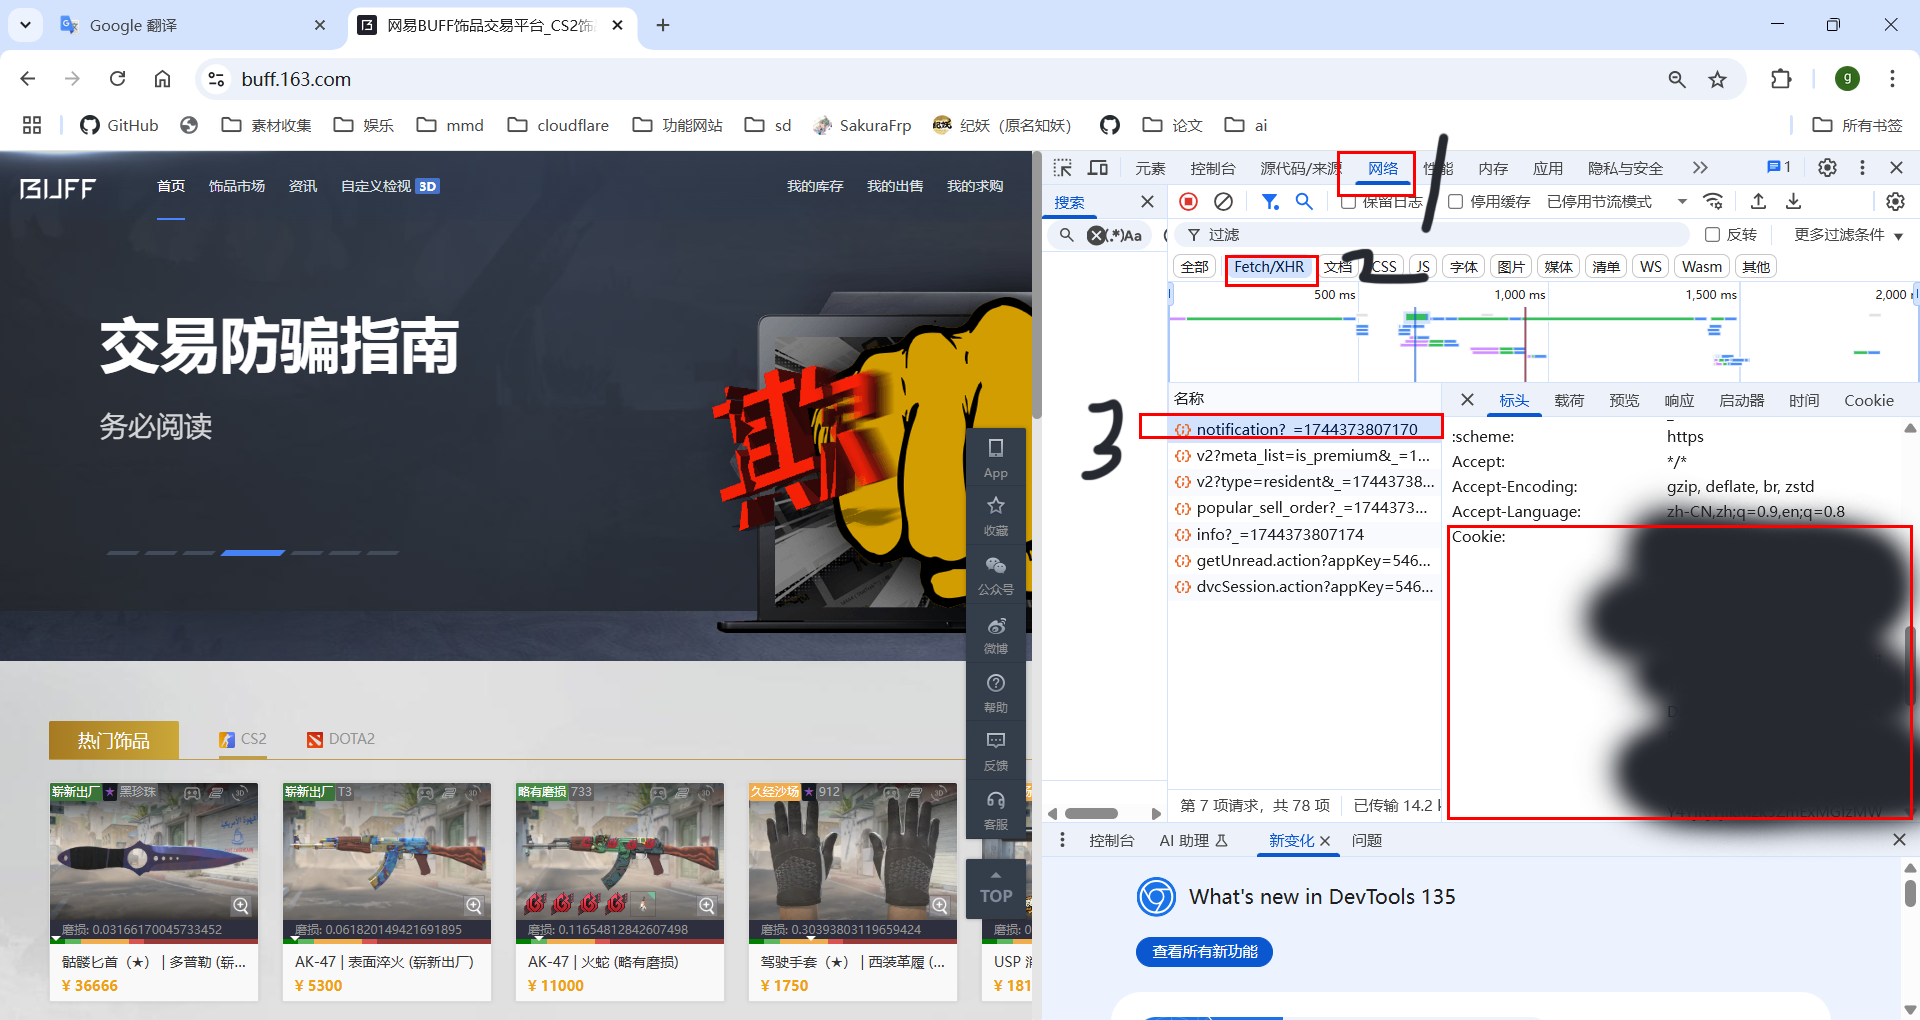 Google 翻译
网易BUFF饰品交易平台_CS2饰
buff.163.com
g
GitHub
素材收集
娱乐
mmd
cloudflare
功能网站
sd
SakuraFrp
纪妖（原名知妖）
论文
ai
所有书签
BUFF
首页
饰品市场
资讯
自定义检视 3D
我的库存
我的出售
我的求购
交易防骗指南
务必阅读
App
收藏
公众号
微博
帮助
反馈
客服
TOP
热门饰品
CS2
DOTA2
崭新出厂 ★ 黑珍珠
磨损: 0.03166170045733452
骷髅匕首（★） | 多普勒 (崭...
¥ 36666
崭新出厂 T3
磨损: 0.061820149421691895
AK-47 | 表面淬火 (崭新出厂)
¥ 5300
略有磨损 733
磨损: 0.11654812842607498
AK-47 | 火蛇 (略有磨损)
¥ 11000
久经沙场 ★ 912
磨损: 0.30393803119659424
驾驶手套（★） | 西装革履 (...
¥ 1750
磨损: 0
USP 消
¥ 181
元素
控制台
源代码/来源
网络
性能
内存
应用
隐私与安全
1
搜索
保留日志
停用缓存
已停用节流模式
(.*)
Aa
过滤
反转
更多过滤条件
全部
Fetch/XHR
文档
CSS
JS
字体
图片
媒体
清单
WS
Wasm
其他
1
2
3
500 ms
1,000 ms
1,500 ms
2,000
名称
notification?_=1744373807170
v2?meta_list=is_premium&_=1...
v2?type=resident&_=17443738...
popular_sell_order?_=1744373...
info?_=1744373807174
getUnread.action?appKey=546...
dvcSession.action?appKey=546...
第 7 项请求，共 78 项
已传输 14.2
标头
载荷
预览
响应
启动器
时间
Cookie
:scheme:
https
Accept:
*/*
Accept-Encoding:
gzip, deflate, br, zstd
Accept-Language:
zh-CN,zh;q=0.9,en;q=0.8
Cookie:
控制台
AI 助理
新变化
问题
What's new in DevTools 135
查看所有新功能